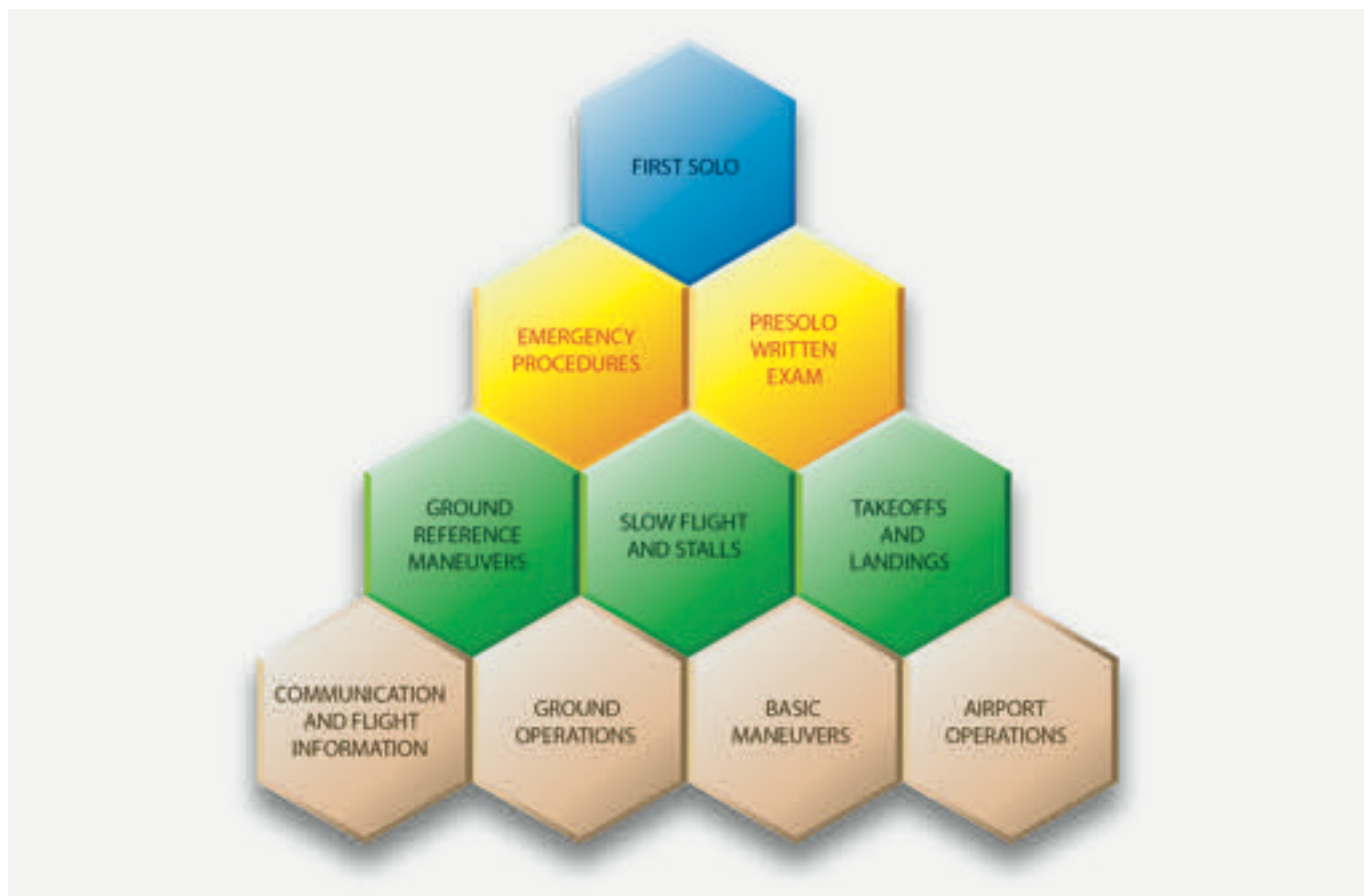 FIRST SOLO
EMERGENCY
PROCEDURES
PRESOLO
WRITTEN
EXAM
GROUND
REFERENCE
MANEUVERS
SLOW FLIGHT
AND STALLS
TAKEOFFS
AND
LANDINGS
COMMUNICATION
AND FLIGHT
INFORMATION
GROUND
OPERATIONS
BASIC
MANEUVERS
AIRPORT
OPERATIONS